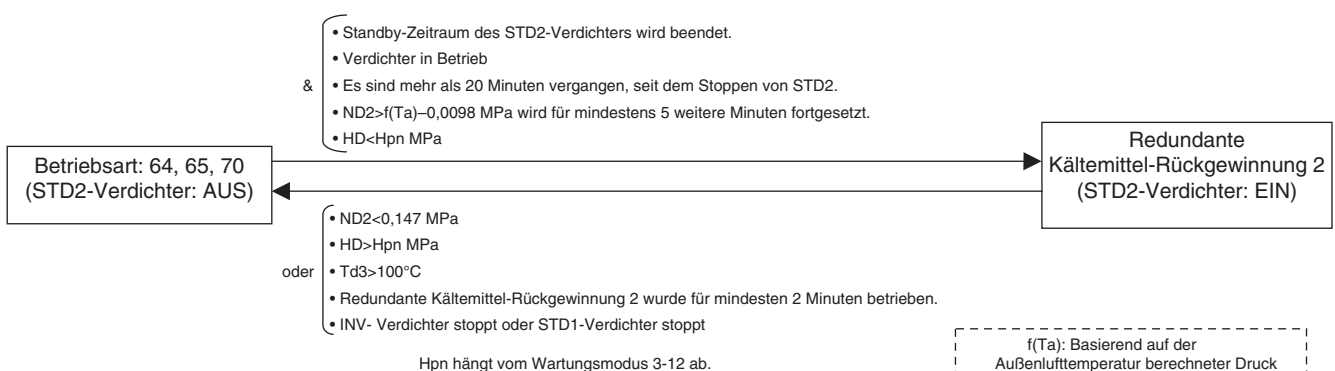 • Standby-Zeitraum des STD2-Verdichters wird beendet.
• Verdichter in Betrieb
& • Es sind mehr als 20 Minuten vergangen, seit dem Stoppen von STD2.
• ND2>f(Ta)–0,0098 MPa wird für mindestens 5 weitere Minuten fortgesetzt.
• HD<Hpn MPa
Betriebsart: 64, 65, 70
(STD2-Verdichter: AUS)
Redundante
Kältemittel-Rückgewinnung 2
(STD2-Verdichter: EIN)
• ND2<0,147 MPa
• HD>Hpn MPa
oder • Td3>100°C
• Redundante Kältemittel-Rückgewinnung 2 wurde für mindesten 2 Minuten betrieben.
• INV- Verdichter stoppt oder STD1-Verdichter stoppt
Hpn hängt vom Wartungsmodus 3-12 ab.
f(Ta): Basierend auf der
Außenlufttemperatur berechneter Druck